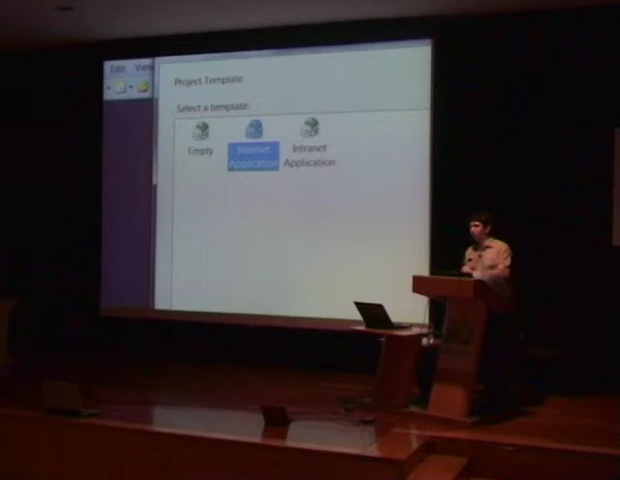 Edit View
Project Template
Select a template:
Empty
Internet
Application
Intranet
Application